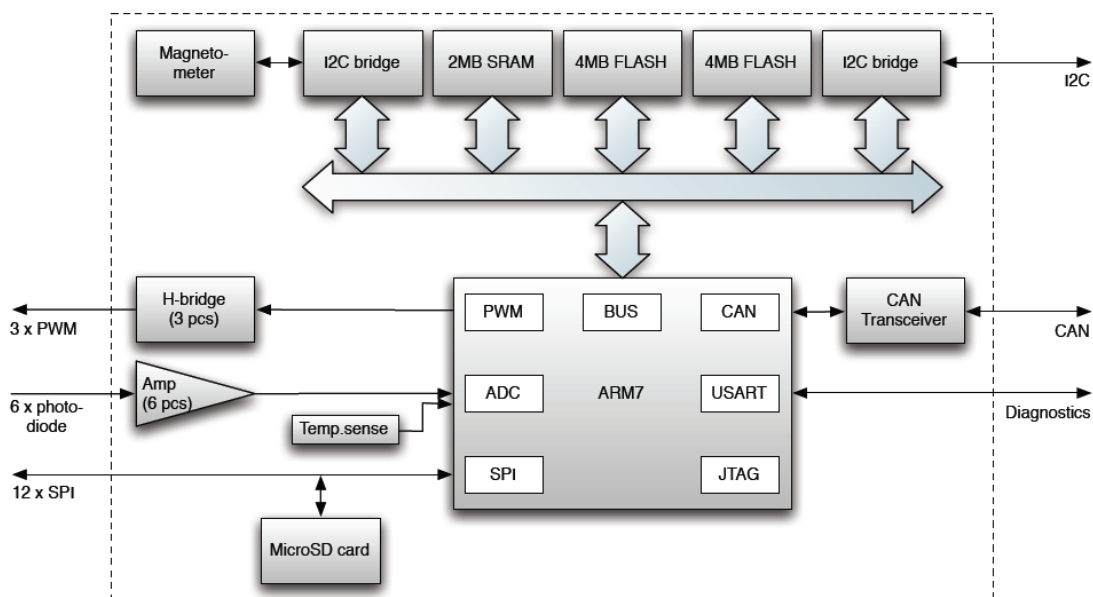 Magneto-
meter
I2C bridge
2MB SRAM
4MB FLASH
4MB FLASH
I2C bridge
I2C
H-bridge
(3 pcs)
3 x PWM
PWM
BUS
CAN
CAN
Transceiver
CAN
Amp
(6 pcs)
6 x photo-
diode
ADC
ARM7
USART
Diagnostics
Temp.sense
SPI
JTAG
12 x SPI
MicroSD card